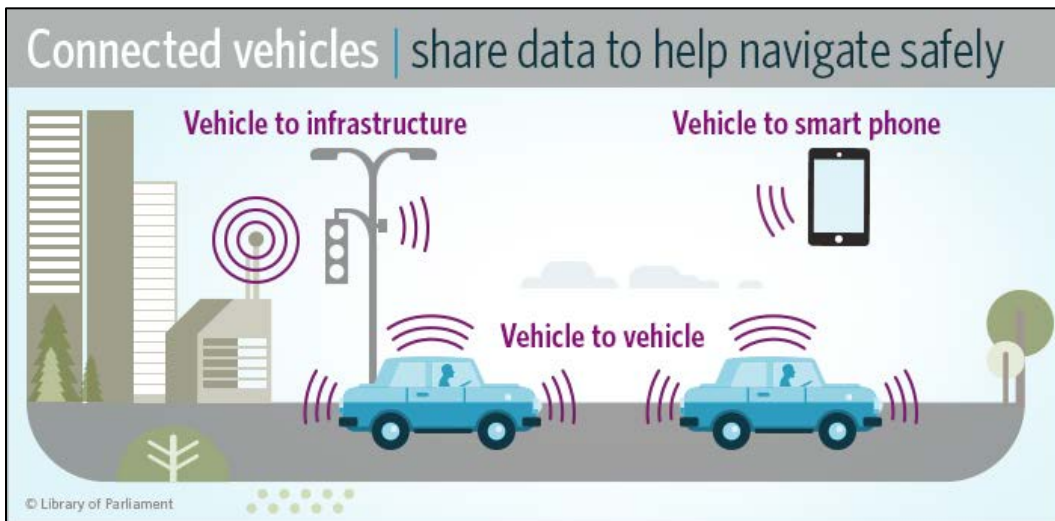 Connected vehicles | share data to help navigate safely
Vehicle to infrastructure
Vehicle to smart phone
Vehicle to vehicle
© Library of Parliament